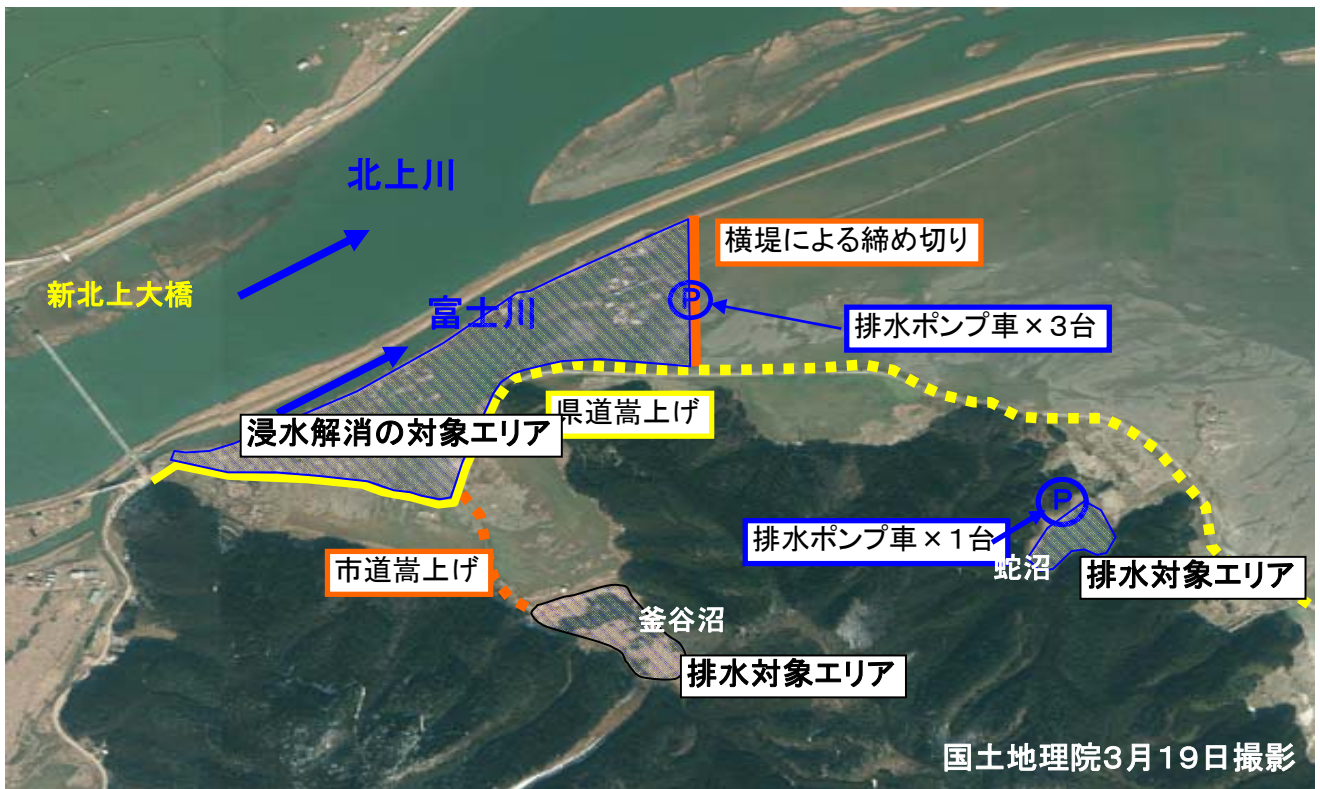 北上川
横堤による締め切り
新北上大橋
富士川
排水ポンプ車×3台
P
県道嵩上げ
浸水解消の対象エリア
P
排水ポンプ車×1台
市道嵩上げ
蛇沼
排水対象エリア
釜谷沼
排水対象エリア
国土地理院3月19日撮影